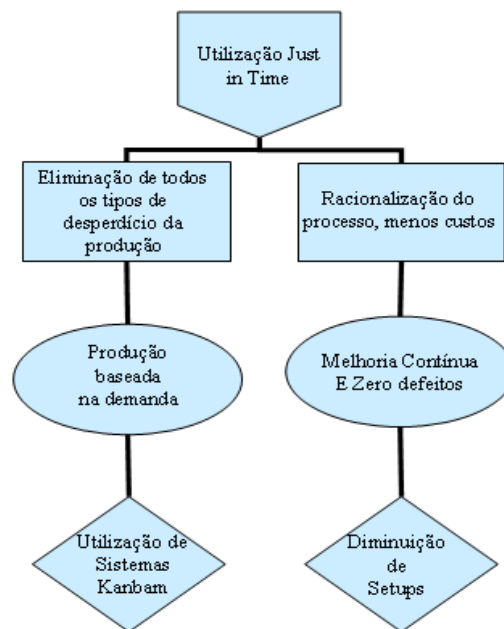 Utilização Just
in Time
Eliminação de todos
os tipos de
desperdício da
produção
Racionalização do
processo, menos custos
Produção
baseada
na demanda
Melhoria Contínua
E Zero defeitos
Utilização de
Sistemas
Kanbam
Diminuição
de
Setups